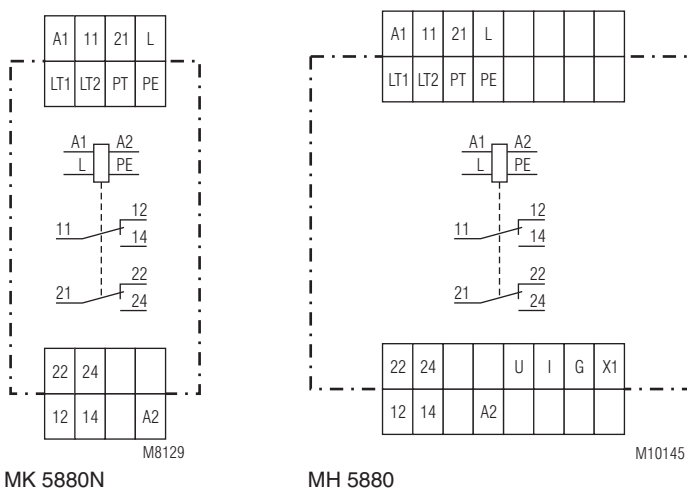 A1 11 21 L
LT1 LT2 PT PE
A1 A2
L PE
12
11 14
22
21 24
22 24
12 14 A2
M8129
MK 5880N
A1 11 21 L
LT1 LT2 PT PE
A1 A2
L PE
12
11 14
22
21 24
22 24 U I G X1
12 14 A2
M10145
MH 5880